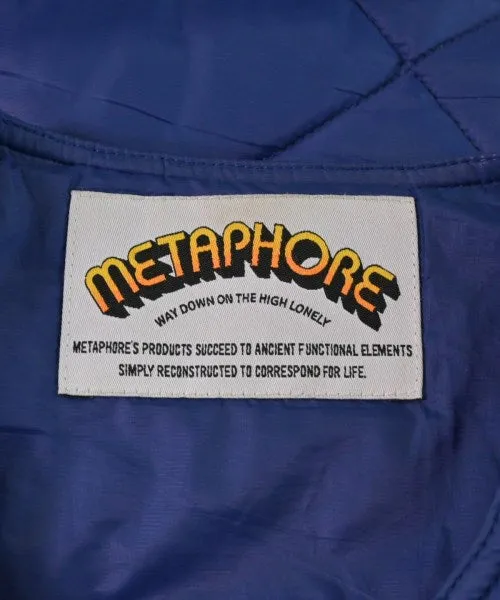 METAPHORE
WAY DOWN ON THE HIGH LONELY
METAPHORE'S PRODUCTS SUCCEED TO ANCIENT FUNCTIONAL ELEMENTS
SIMPLY RECONSTRUCTED TO CORRESPOND FOR LIFE.